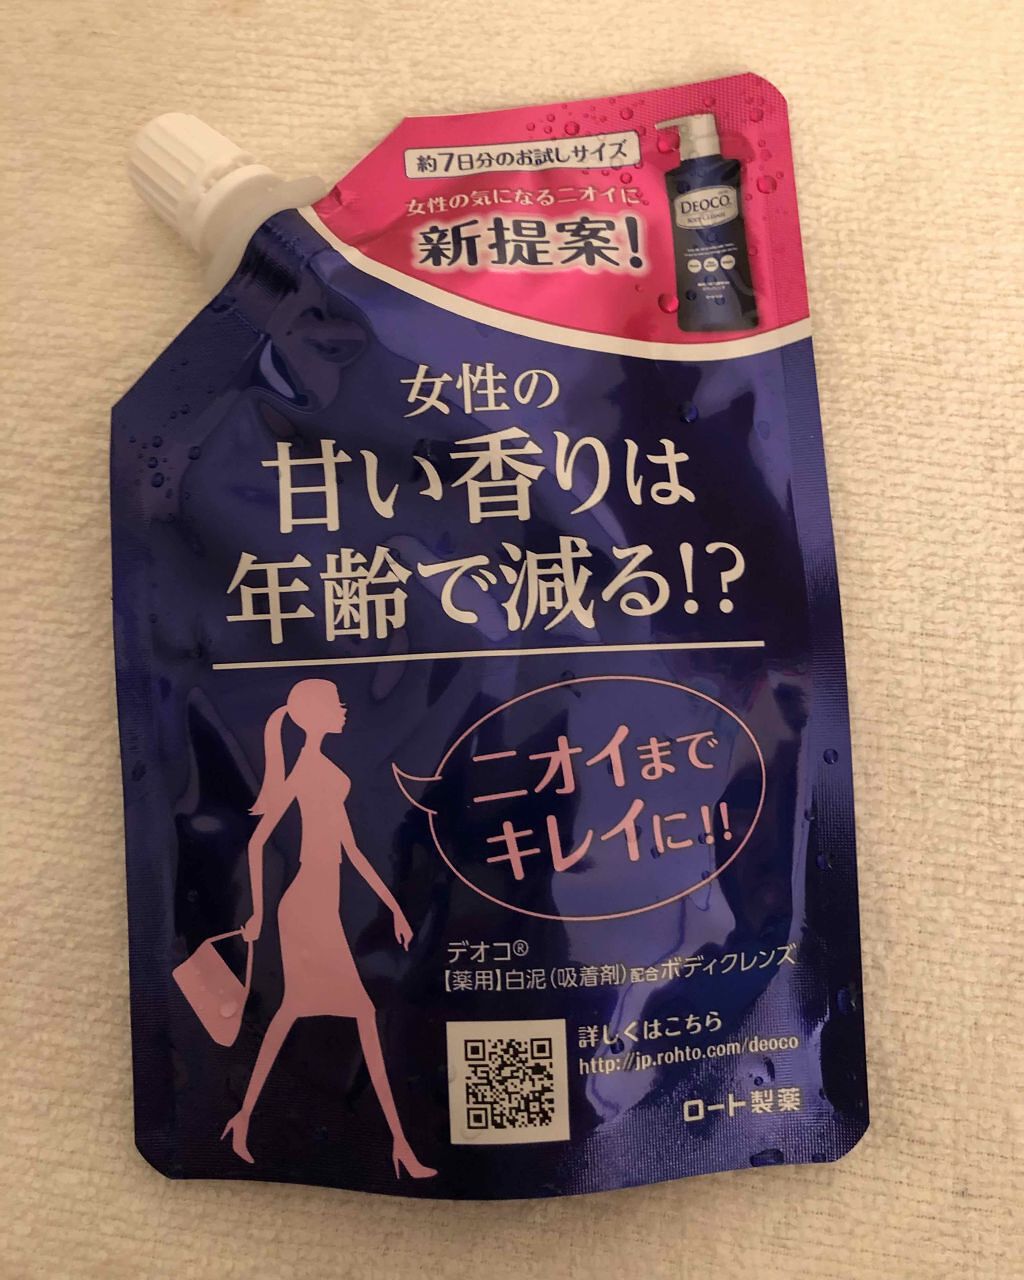 約7日分のお試しサイズ
女性の気になるニオイに
新提案!
DEOCO
BODY CLEANSE
女性の
甘い香りは
年齢で減る!?
ニオイまで
キレイに!!
デオコ®
【薬用】白泥（吸着剤）配合ボディクレンズ
詳しくはこちら
http://jp.rohto.com/deoco
ロート製薬